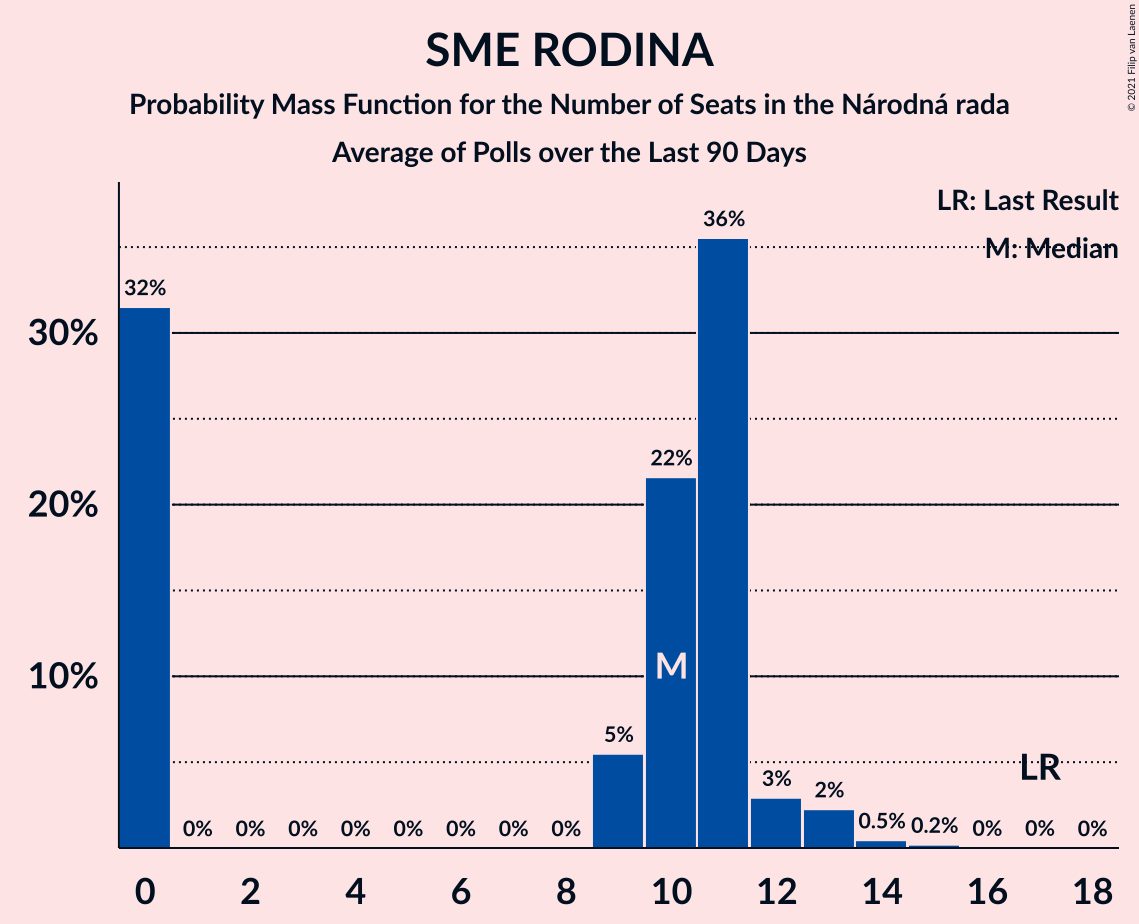 SME RODINA
Probability Mass Function for the Number of Seats in the Národná rada
Average of Polls over the Last 90 Days
© 2021 Filip van Laenen
LR: Last Result
M: Median
36%
32%
30%
22%
20%
M
10%
5%
LR
3%
2%
0.5%
0.2%
0% 0% 0% 0% 0% 0% 0% 0% 0% 0% 0%
0 2 4 6 8 10 12 14 16 18